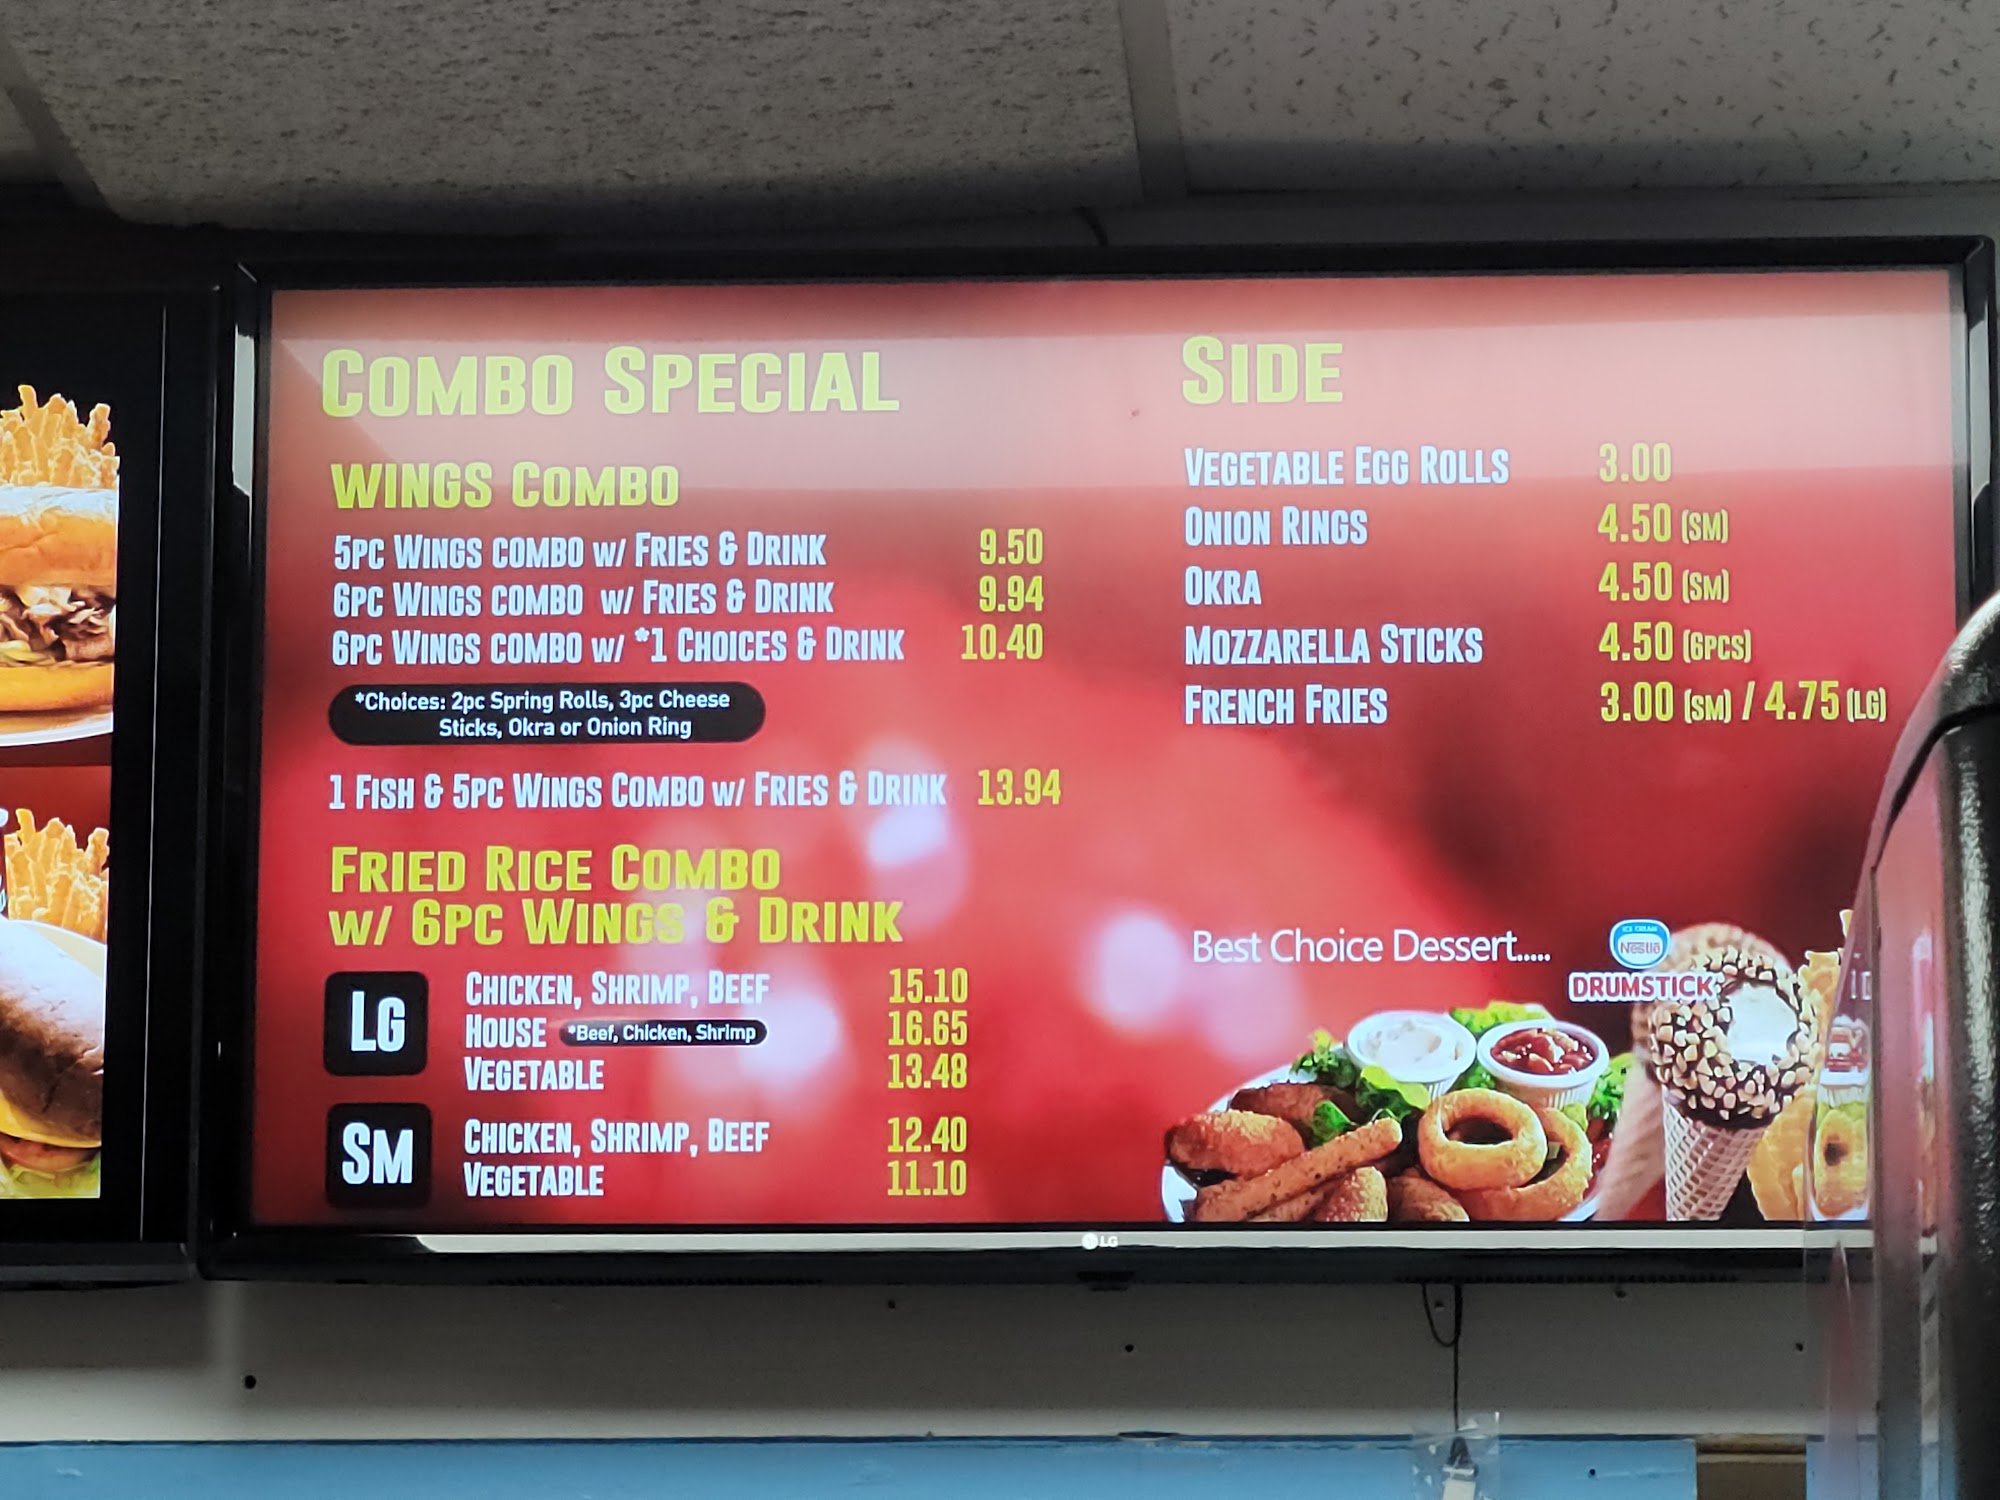 COMBO SPECIAL
WINGS COMBO
5PC WINGS COMBO W/ FRIES & DRINK 9.50
6PC WINGS COMBO W/ FRIES & DRINK 9.94
6PC WINGS COMBO W/ *1 CHOICES & DRINK 10.40
*Choices: 2pc Spring Rolls, 3pc Cheese
Sticks, Okra or Onion Ring
1 FISH & 5PC WINGS COMBO W/ FRIES & DRINK 13.94
FRIED RICE COMBO
W/ 6PC WINGS & DRINK
LG
CHICKEN, SHRIMP, BEEF 15.10
HOUSE *Beef, Chicken, Shrimp 16.65
VEGETABLE 13.48
SM
CHICKEN, SHRIMP, BEEF 12.40
VEGETABLE 11.10
SIDE
VEGETABLE EGG ROLLS 3.00
ONION RINGS 4.50 (SM)
OKRA 4.50 (SM)
MOZZARELLA STICKS 4.50 (6PCS)
FRENCH FRIES 3.00 (SM) / 4.75 (LG)
Best Choice Dessert.....
ICE CREAM
Nestlé
DRUMSTICK
LG